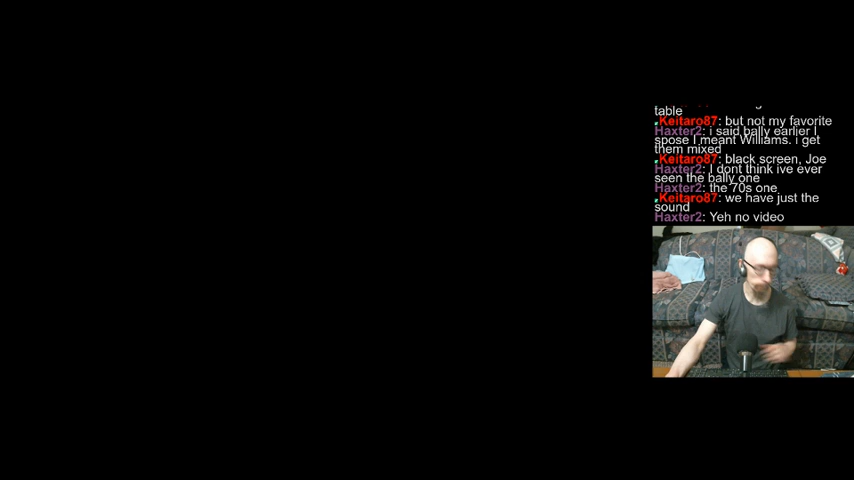 table
Keitaro87: but not my favorite
Haxter2: i said bally earlier I
spose I meant Williams. i get
them mixed
Keitaro87: black screen, Joe
Haxter2: I dont think ive ever
seen the bally one
Haxter2: the 70s one
Keitaro87: we have just the
sound
Haxter2: Yeh no video